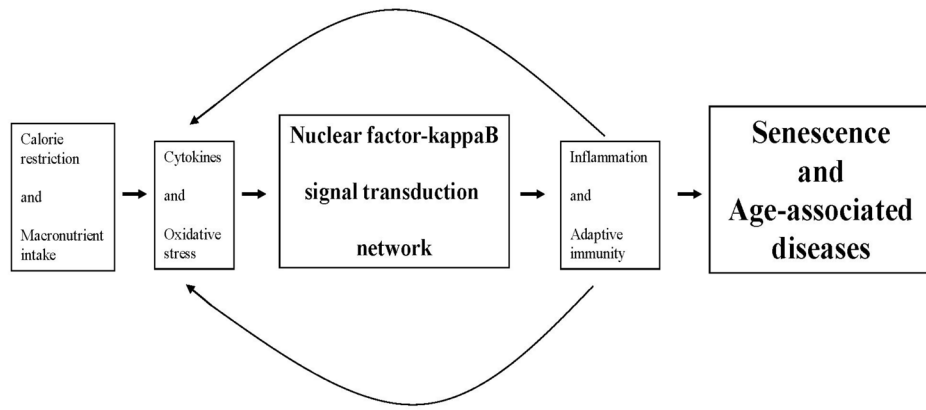 Calorie
restriction
and
Macronutrient
intake
Cytokines
and
Oxidative
stress
Nuclear factor-kappaB
signal transduction
network
Inflammation
and
Adaptive
immunity
Senescence
and
Age-associated
diseases